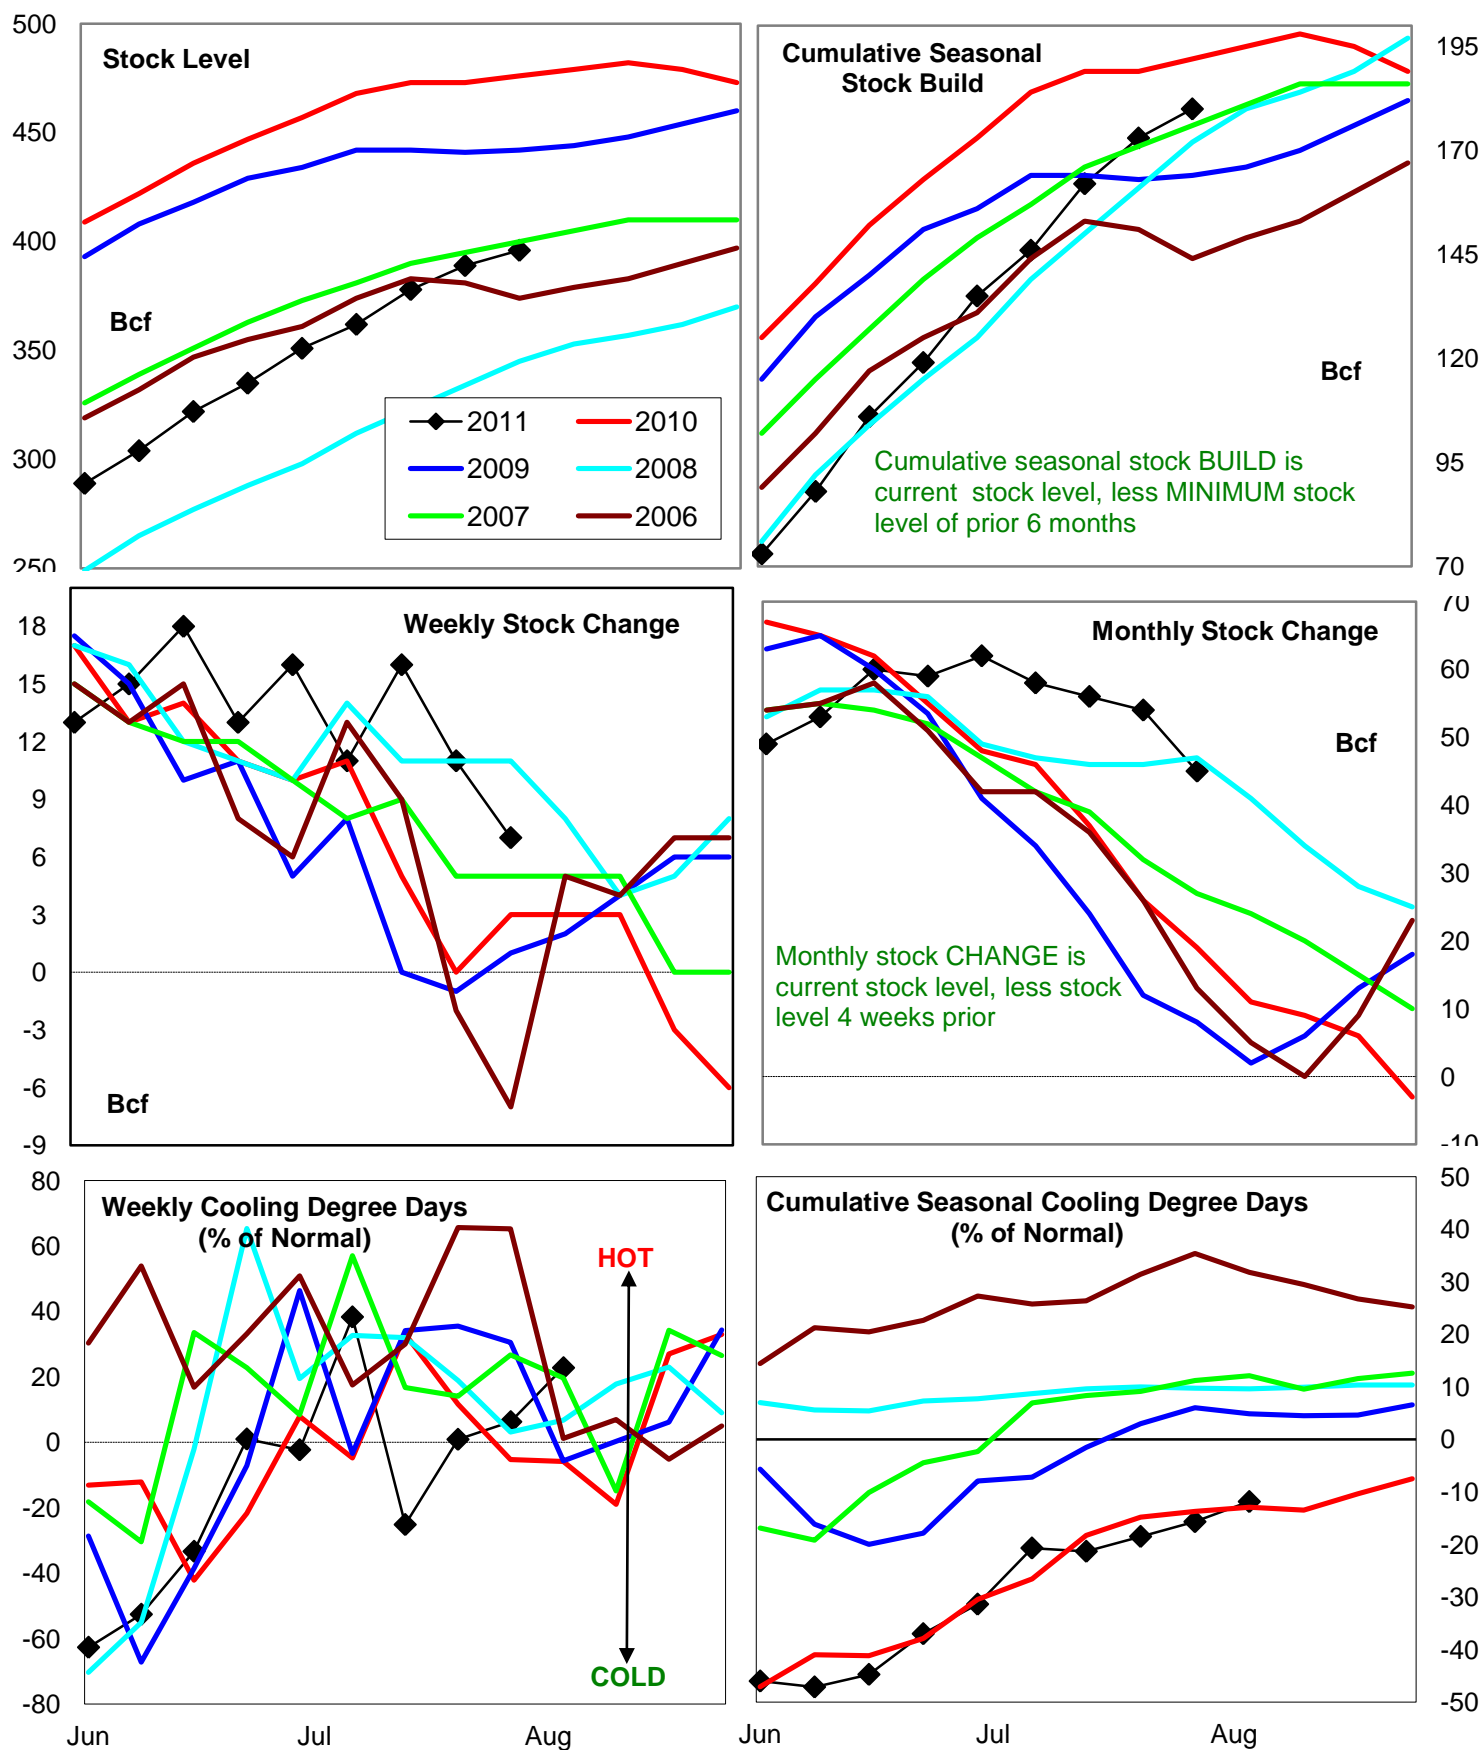 500
450
400
350
300
250
Stock Level
Bcf
2011
2010
2009
2008
2007
2006
Cumulative Seasonal
Stock Build
195
170
145
120
95
70
Bcf
Cumulative seasonal stock BUILD is
current  stock level, less MINIMUM stock
level of prior 6 months
18
15
12
9
6
3
0
-3
-6
-9
Weekly Stock Change
Bcf
Monthly Stock Change
70
60
50
40
30
20
10
0
-10
Bcf
Monthly stock CHANGE is
current stock level, less stock
level 4 weeks prior
80
60
40
20
0
-20
-40
-60
-80
Weekly Cooling Degree Days
(% of Normal)
HOT
COLD
Jun
Jul
Aug
Cumulative Seasonal Cooling Degree Days
(% of Normal)
50
40
30
20
10
0
-10
-20
-30
-40
-50
Jun
Jul
Aug